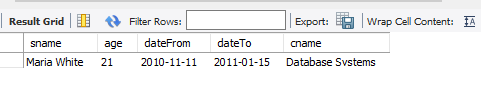 Result Grid Filter Rows: Export: Wrap Cell Content: IA
sname age dateFrom dateTo cname
Maria White 21 2010-11-11 2011-01-15 Database Systems